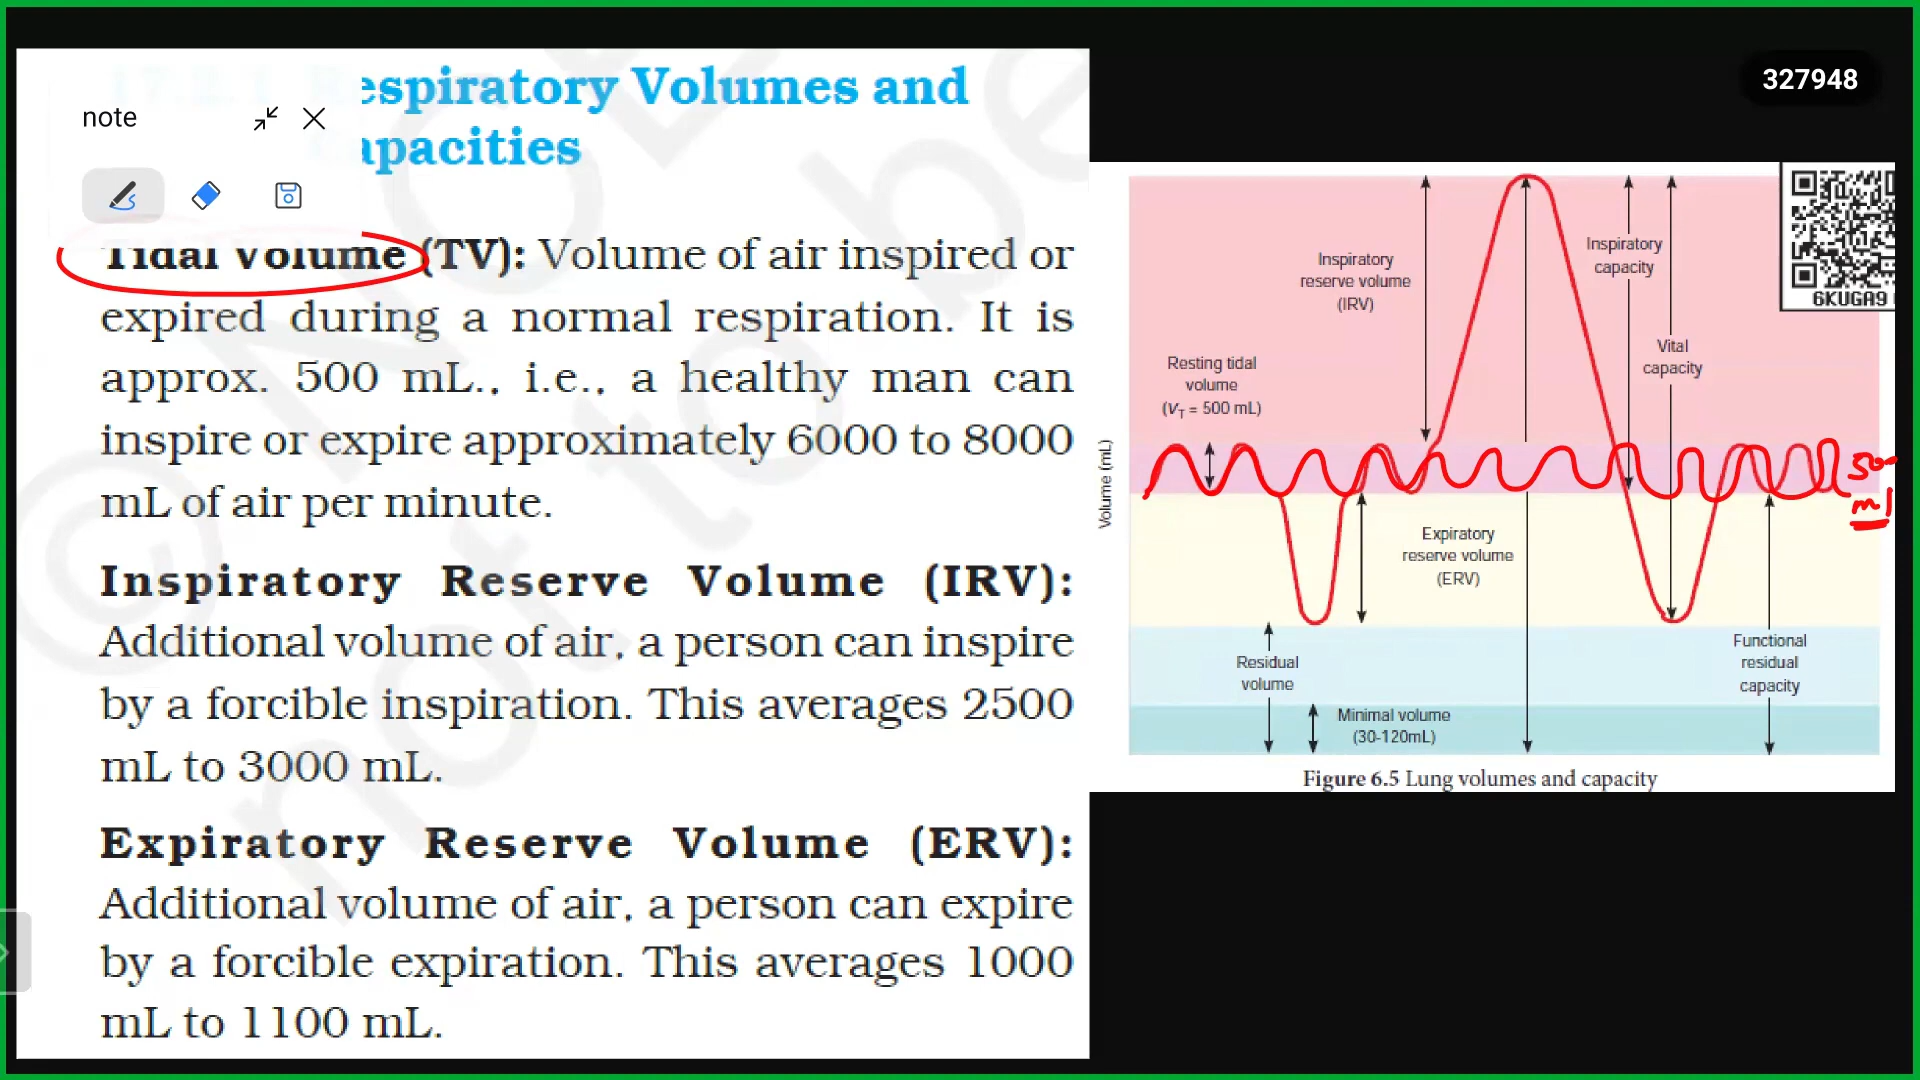 note
espiratory Volumes and
apacities
Tidal Volume (TV): Volume of air inspired or
expired during a normal respiration. It is
approx. 500 mL., i.e., a healthy man can
inspire or expire approximately 6000 to 8000
mL of air per minute.
Inspiratory Reserve Volume (IRV):
Additional volume of air, a person can inspire
by a forcible inspiration. This averages 2500
mL to 3000 mL.
Expiratory Reserve Volume (ERV):
Additional volume of air, a person can expire
by a forcible expiration. This averages 1000
mL to 1100 mL.
327948
6KUGA9
Volume (mL)
Resting tidal
volume
(VT = 500 mL)
Inspiratory
reserve volume
(IRV)
Inspiratory
capacity
Vital
capacity
500
ml
Expiratory
reserve volume
(ERV)
Residual
volume
Minimal volume
(30-120mL)
Functional
residual
capacity
Figure 6.5 Lung volumes and capacity
not to be